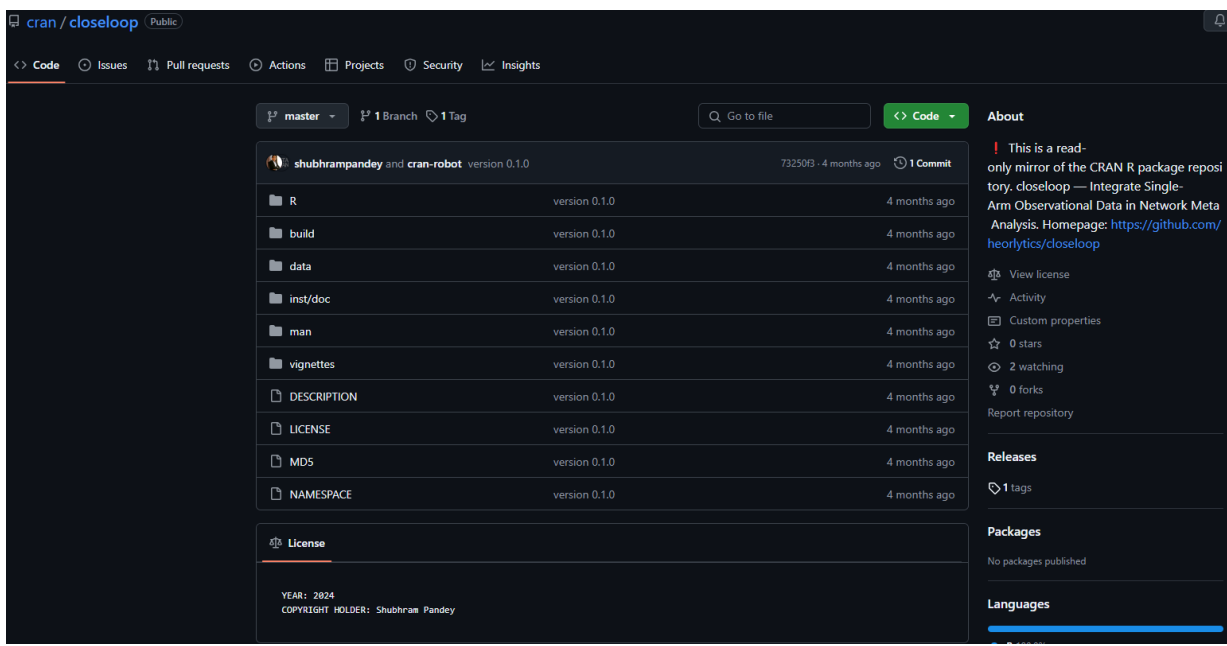 cran / closeloop Public
Code Issues Pull requests Actions Projects Security Insights
master 1 Branch 1 Tag Go to file Code
shubhrampandey and cran-robot version 0.1.0 73250f3 · 4 months ago 1 Commit
R version 0.1.0 4 months ago
build version 0.1.0 4 months ago
data version 0.1.0 4 months ago
inst/doc version 0.1.0 4 months ago
man version 0.1.0 4 months ago
vignettes version 0.1.0 4 months ago
DESCRIPTION version 0.1.0 4 months ago
LICENSE version 0.1.0 4 months ago
MD5 version 0.1.0 4 months ago
NAMESPACE version 0.1.0 4 months ago
License
YEAR: 2024
COPYRIGHT HOLDER: Shubhram Pandey
About
❗ This is a read-
only mirror of the CRAN R package reposi
tory. closeloop — Integrate Single-
Arm Observational Data in Network Meta
Analysis. Homepage: https://github.com/
heorlytics/closeloop
View license
Activity
Custom properties
0 stars
2 watching
0 forks
Report repository
Releases
1 tags
Packages
No packages published
Languages